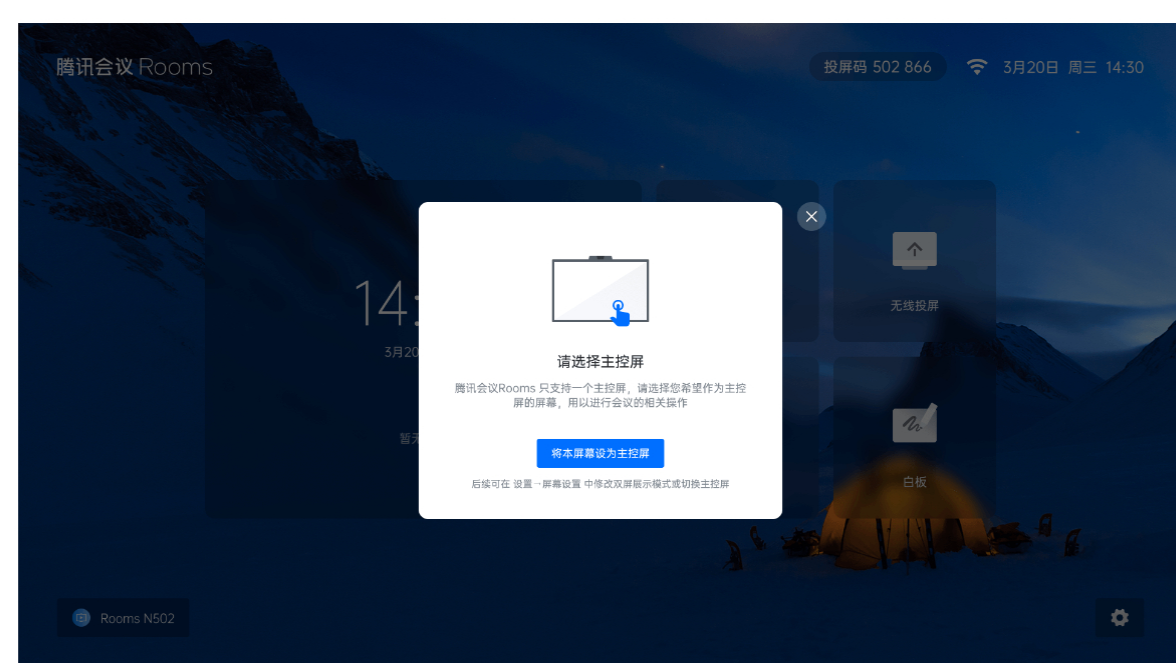 腾讯会议 Rooms
投屏码 502 866
3月20日 周三 14:30
14:
3月20
暂无
无线投屏
请选择主控屏
腾讯会议Rooms 只支持一个主控屏，请选择您希望作为主控
屏的屏幕，用以进行会议的相关操作
将本屏幕设为主控屏
后续可在 设置→屏幕设置 中修改双屏展示模式或切换主控屏
白板
Rooms N502